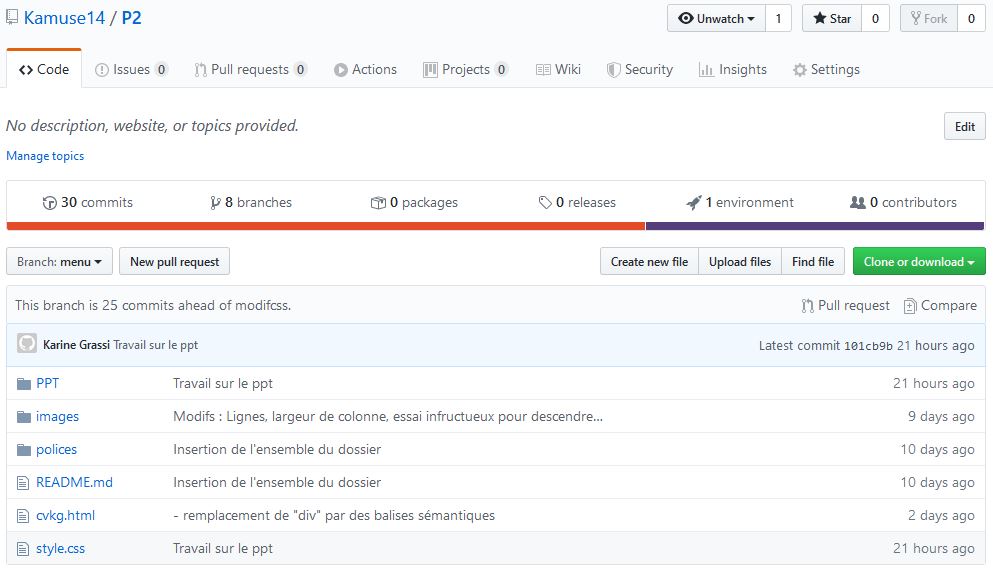 Kamuse14 / P2 Unwatch 1 Star 0 Fork 0
Code Issues 0 Pull requests 0 Actions Projects 0 Wiki Security Insights Settings
No description, website, or topics provided. Edit
Manage topics
30 commits 8 branches 0 packages 0 releases 1 environment 0 contributors
Branch: menu New pull request Create new file Upload files Find file Clone or download
This branch is 25 commits ahead of modifcss. Pull request Compare
Karine Grassi Travail sur le ppt Latest commit 101cb9b 21 hours ago
PPT Travail sur le ppt 21 hours ago
images Modifs : Lignes, largeur de colonne, essai infructueux pour descendre... 9 days ago
polices Insertion de l'ensemble du dossier 10 days ago
README.md Insertion de l'ensemble du dossier 10 days ago
cvkg.html - remplacement de "div" par des balises sémantiques 2 days ago
style.css Travail sur le ppt 21 hours ago